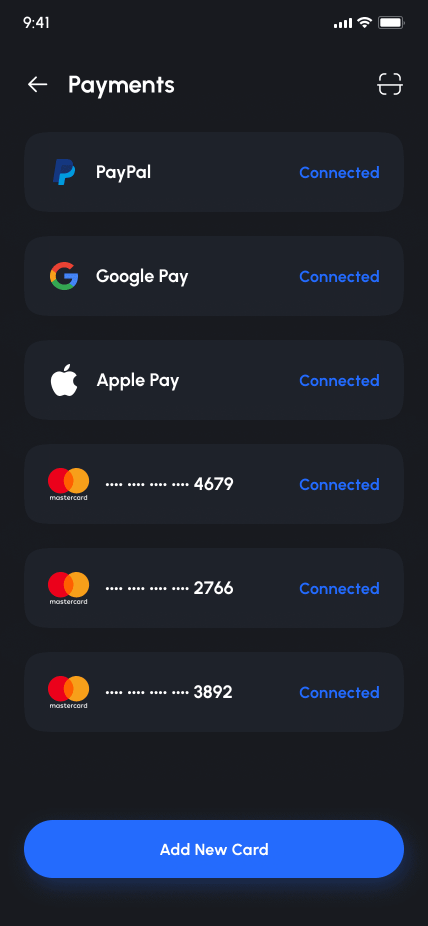 9:41
Payments
PayPal Connected
Google Pay Connected
Apple Pay Connected
mastercard •••• •••• •••• •••• 4679 Connected
mastercard •••• •••• •••• •••• 2766 Connected
mastercard •••• •••• •••• •••• 3892 Connected
Add New Card